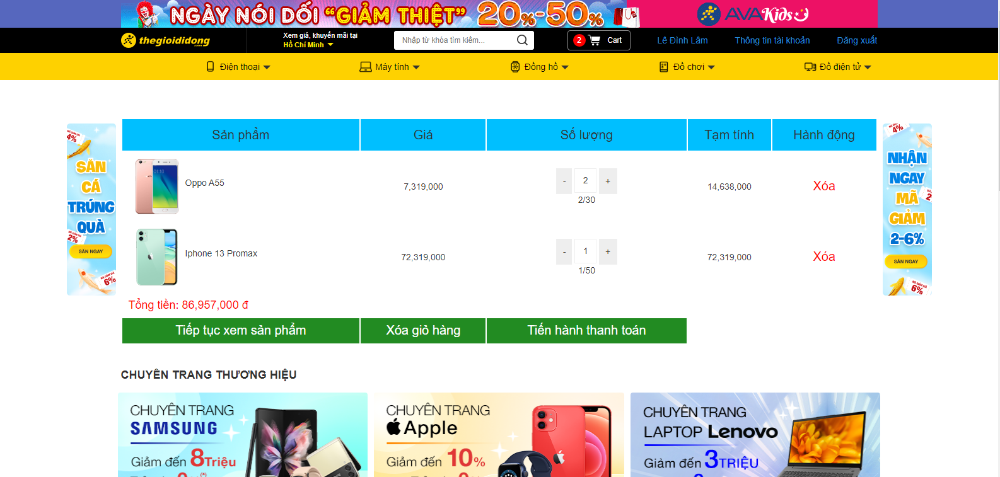 NGÀY NÓI DỐI “GIẢM THIỆT” 20%-50% AVAKids
thegioididong
.com
Xem giá, khuyến mãi tại
Hồ Chí Minh
Nhập từ khóa tìm kiếm...
2 Cart
Lê Đình Lâm
Thông tin tài khoản
Đăng xuất
Điện thoại
Máy tính
Đồng hồ
Đồ chơi
Đồ điện tử
4%
SĂN
CÁ
TRÚNG
QUÀ
2%
SĂN NGAY
6%
Sản phẩm Giá Số lượng Tạm tính Hành động
Oppo A55 7,319,000 - 2 + 14,638,000 Xóa
2/30
Iphone 13 Promax 72,319,000 - 1 + 72,319,000 Xóa
1/50
Tổng tiền: 86,957,000 đ
Tiếp tục xem sản phẩm Xóa giỏ hàng Tiến hành thanh toán
4%
NHẬN
NGAY
MÃ
GIẢM
2-6%
SĂN NGAY
6%
CHUYÊN TRANG THƯƠNG HIỆU
CHUYÊN TRANG
SAMSUNG
Giảm đến 8Triệu
CHUYÊN TRANG
Apple
Giảm đến 10%
CHUYÊN TRANG
LAPTOP Lenovo
Giảm đến 3TRIỆU